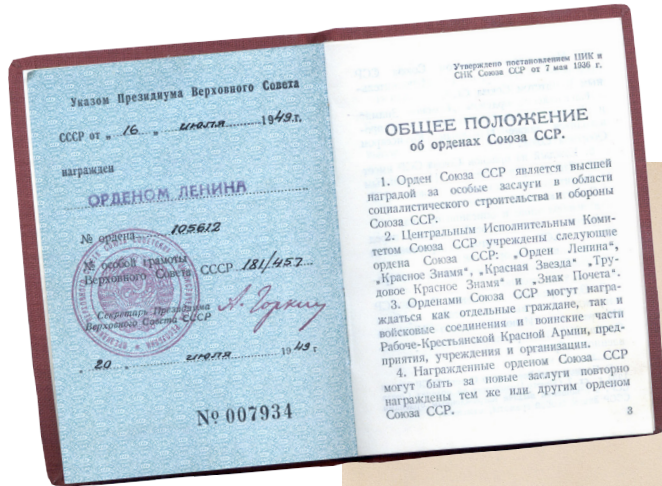 Указом Президиума Верховного Совета
СССР от „ 16 „ июля 1949 г.
награжден
ОРДЕНОМ ЛЕНИНА
№ ордена 105612
№ особой грамоты
Верховного Совета СССР 181/457
Секретарь Президиума
Верховного Совета СССР А. Горкин
„ 20 „ июля 1949 г
№ 007934
Утверждено постановлением ЦИК и
СНК Союза ССР от 7 мая 1936 г.
ОБЩЕЕ ПОЛОЖЕНИЕ
об орденах Союза ССР.
1. Орден Союза ССР является высшей
наградой за особые заслуги в области
социалистического строительства и обороны
Союза ССР.
2. Центральным Исполнительным Коми-
тетом Союза ССР учреждены следующие
ордена Союза ССР: „Орден Ленина“,
„Красное Знамя“, „Красная Звезда“ „Тру-
довое Красное Знамя“ и „Знак Почета“.
3. Орденами Союза ССР могут награ-
ждаться как отдельные граждане, так и
войсковые соединения и воинские части
Рабоче-Крестьянской Красной Армии, пред-
приятия, учреждения и организации.
4. Награжденные орденом Союза ССР
могут быть за новые заслуги повторно
награждены тем же или другим орденом
Союза ССР.
3